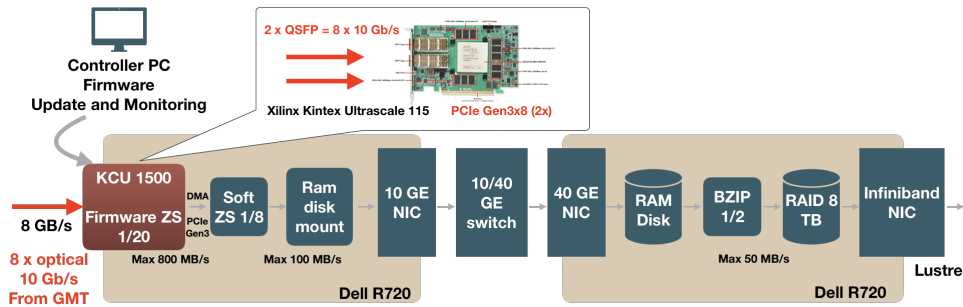 2 x QSFP = 8 x 10 Gb/s
Xilinx Kintex Ultrascale 115
PCIe Gen3x8 (2x)
Controller PC
Firmware
Update and Monitoring
8 GB/s
8 x optical
10 Gb/s
From GMT
KCU 1500
Firmware ZS
1/20
DMA
PCIe
Gen3
Max 800 MB/s
Soft
ZS 1/8
Ram
disk
mount
Max 100 MB/s
Dell R720
10 GE
NIC
10/40
GE
switch
40 GE
NIC
RAM
Disk
BZIP
1/2
RAID 8
TB
Max 50 MB/s
Dell R720
Infiniband
NIC
Lustre